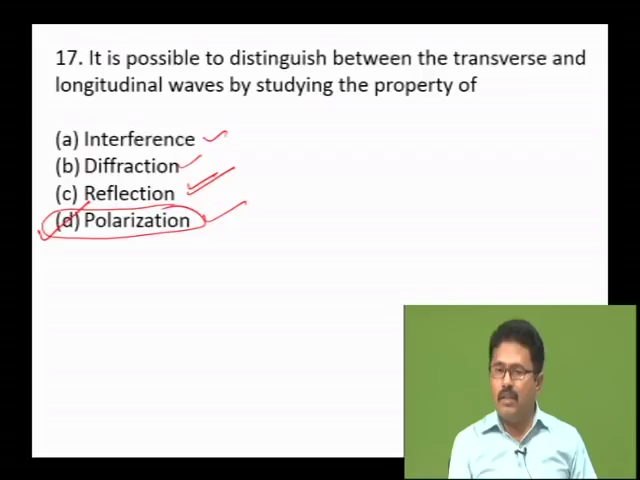 17. It is possible to distinguish between the transverse and
longitudinal waves by studying the property of
(a) Interference
(b) Diffraction
(c) Reflection
(d) Polarization